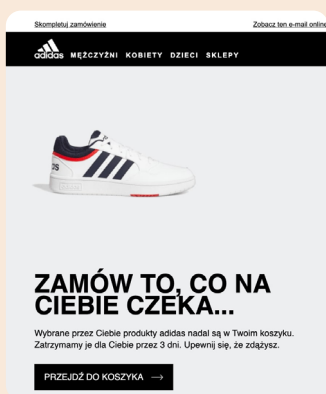 Skompletuj zamówienie
Zobacz ten e-mail online
adidas MĘŻCZYŹNI KOBIETY DZIECI SKLEPY
ZAMÓW TO, CO NA
CIEBIE CZEKA...
Wybrane przez Ciebie produkty adidas nadal są w Twoim koszyku.
Zatrzymamy je dla Ciebie przez 3 dni. Upewnij się, że zdążysz.
PRZEJDŹ DO KOSZYKA →